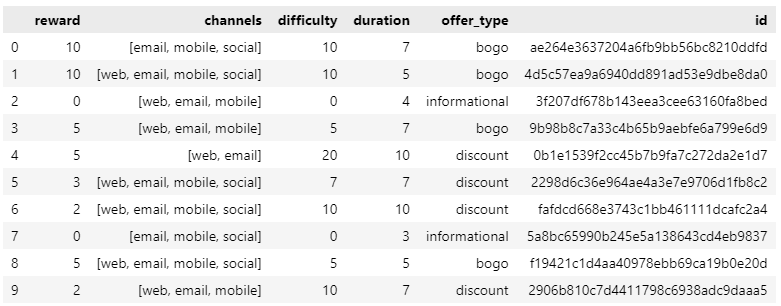 reward channels difficulty duration offer_type id
0 10 [email, mobile, social] 10 7 bogo ae264e3637204a6fb9bb56bc8210ddfd
1 10 [web, email, mobile, social] 10 5 bogo 4d5c57ea9a6940dd891ad53e9dbe8da0
2 0 [web, email, mobile] 0 4 informational 3f207df678b143eea3cee63160fa8bed
3 5 [web, email, mobile] 5 7 bogo 9b98b8c7a33c4b65b9aebfe6a799e6d9
4 5 [web, email] 20 10 discount 0b1e1539f2cc45b7b9fa7c272da2e1d7
5 3 [web, email, mobile, social] 7 7 discount 2298d6c36e964ae4a3e7e9706d1fb8c2
6 2 [web, email, mobile, social] 10 10 discount fafdcd668e3743c1bb461111dcafc2a4
7 0 [email, mobile, social] 0 3 informational 5a8bc65990b245e5a138643cd4eb9837
8 5 [web, email, mobile, social] 5 5 bogo f19421c1d4aa40978ebb69ca19b0e20d
9 2 [web, email, mobile] 10 7 discount 2906b810c7d4411798c6938adc9daaa5